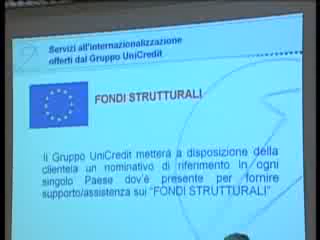 Servizi all'internazionalizzazione
offerti dal Gruppo UniCredit
FONDI STRUTTURALI
Il Gruppo UniCredit metterà a disposizione della
clientela un nominativo di riferimento in ogni
singolo Paese dov'è presente per fornire
supporto/assistenza sui "FONDI STRUTTURALI"